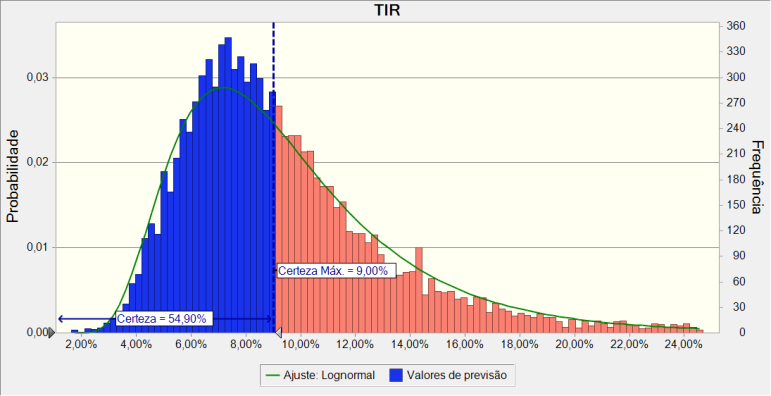 TIR
Probabilidade
0,03
0,02
0,01
0,00
360
330
300
270
240
210
180
150
120
90
60
30
0
Frequência
Certeza Máx. = 9,00%
Certeza = 54,90%
2,00% 4,00% 6,00% 8,00% 10,00% 12,00% 14,00% 16,00% 18,00% 20,00% 22,00% 24,00%
Ajuste: Lognormal Valores de previsão